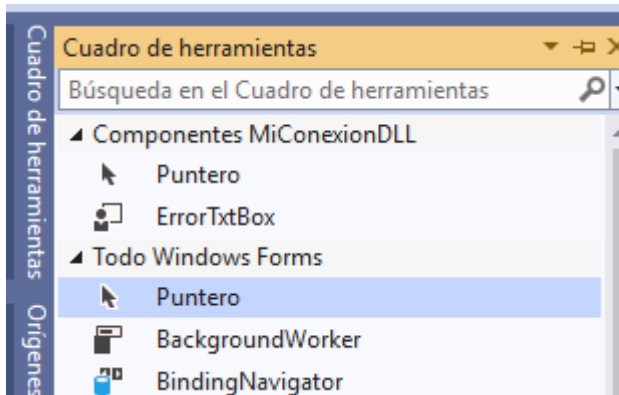 Cuadro de herramientas
Orígenes
Cuadro de herramientas
Búsqueda en el Cuadro de herramientas
Componentes MiConexionDLL
Puntero
ErrorTxtBox
Todo Windows Forms
Puntero
BackgroundWorker
BindingNavigator